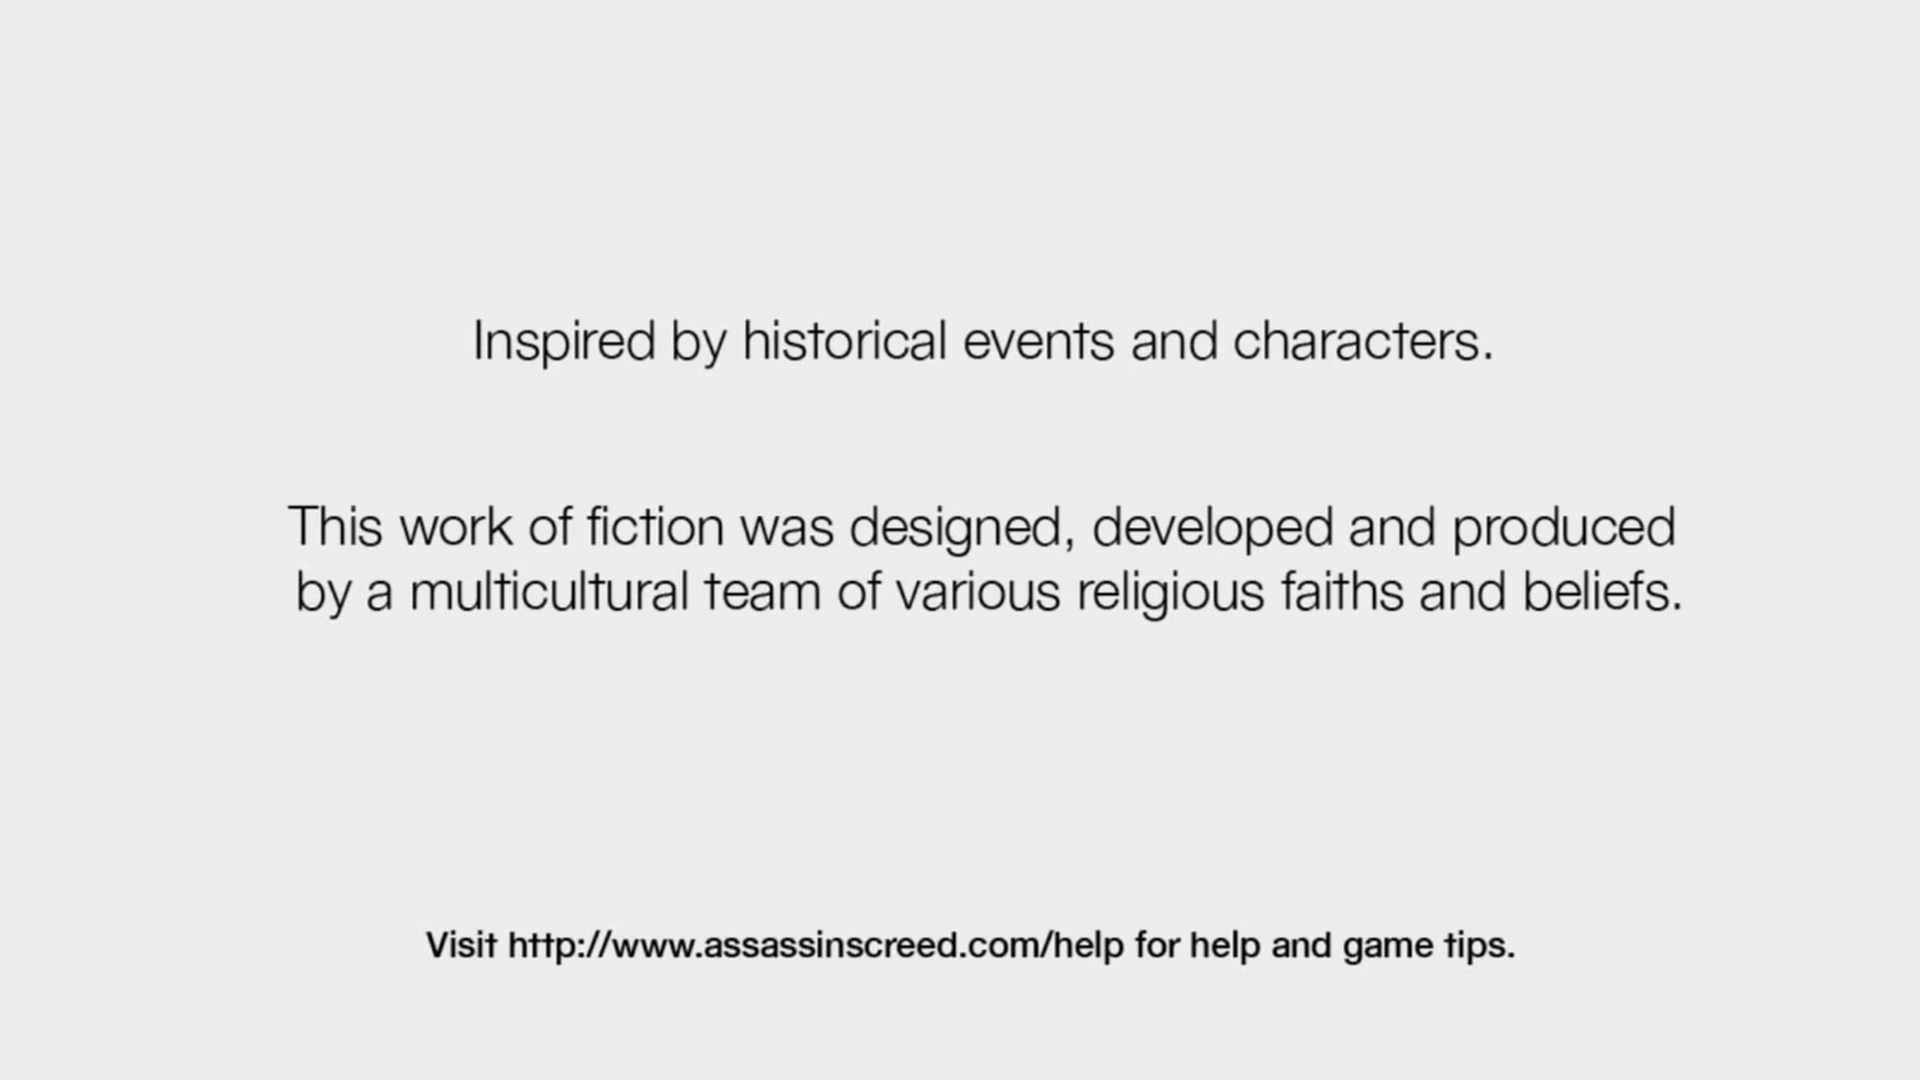 Inspired by historical events and characters.
This work of fiction was designed, developed and produced
by a multicultural team of various religious faiths and beliefs.
Visit http://www.assassinscreed.com/help for help and game tips.